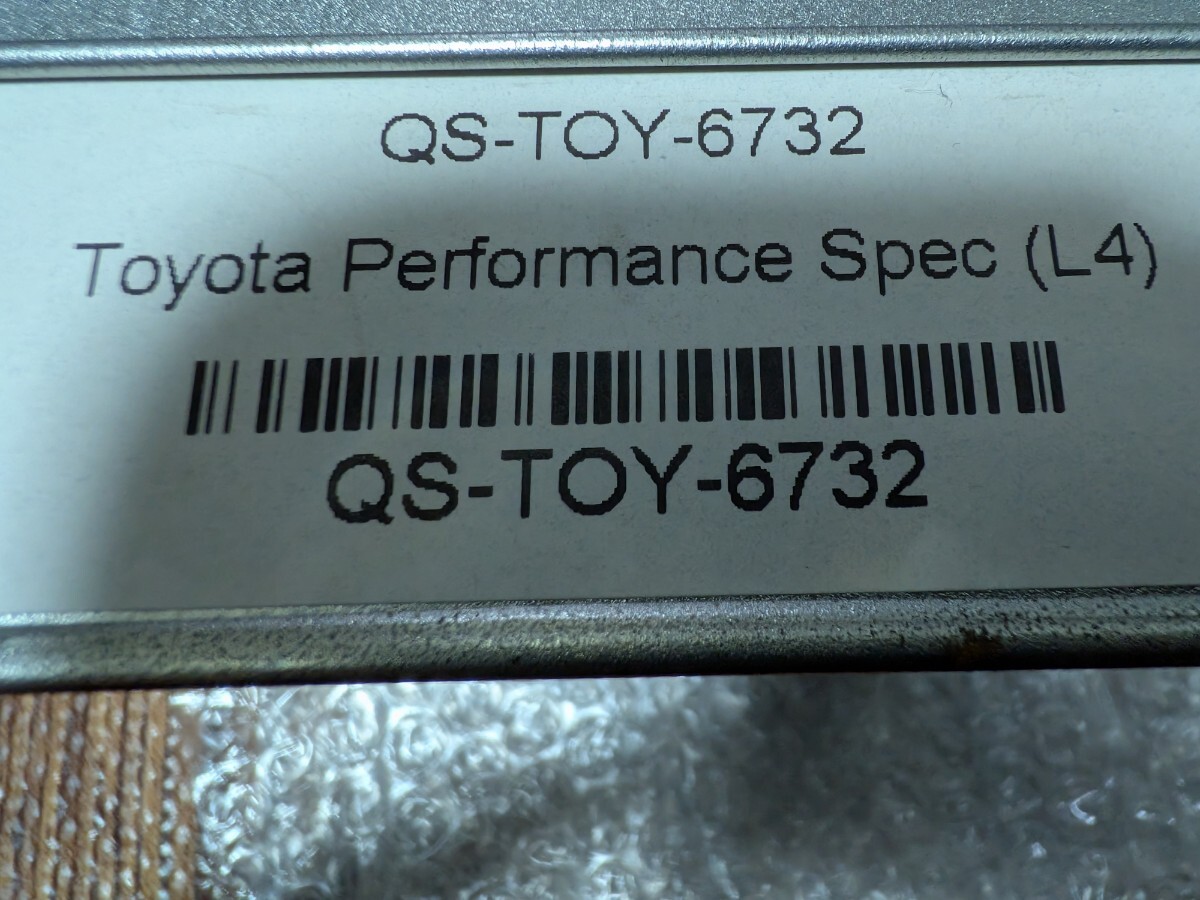 QS-TOY-6732
Toyota Performance Spec (L4)
QS-TOY-6732